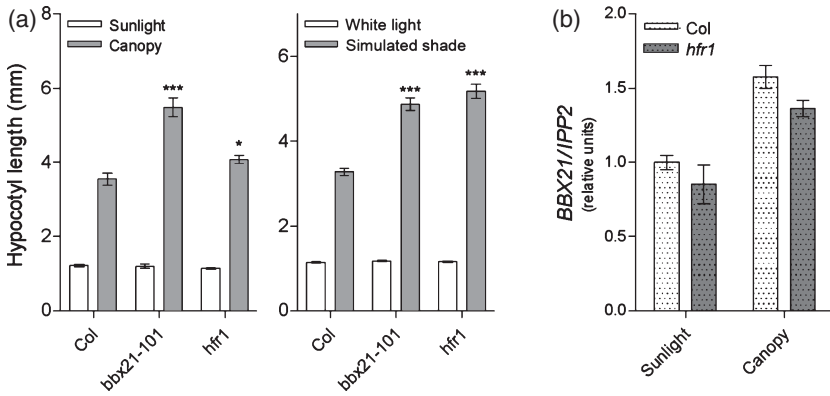 (a)
Hypocotyl length (mm)
8
6
4
2
0
Sunlight
Canopy
***
*
Col
bbx21-101
hfr1
6
4
2
0
White light
Simulated shade
***
***
Col
bbx21-101
hfr1
(b)
BBX21/IPP2
(relative units)
2.0
1.5
1.0
0.5
0.0
Col
hfr1
Sunlight
Canopy